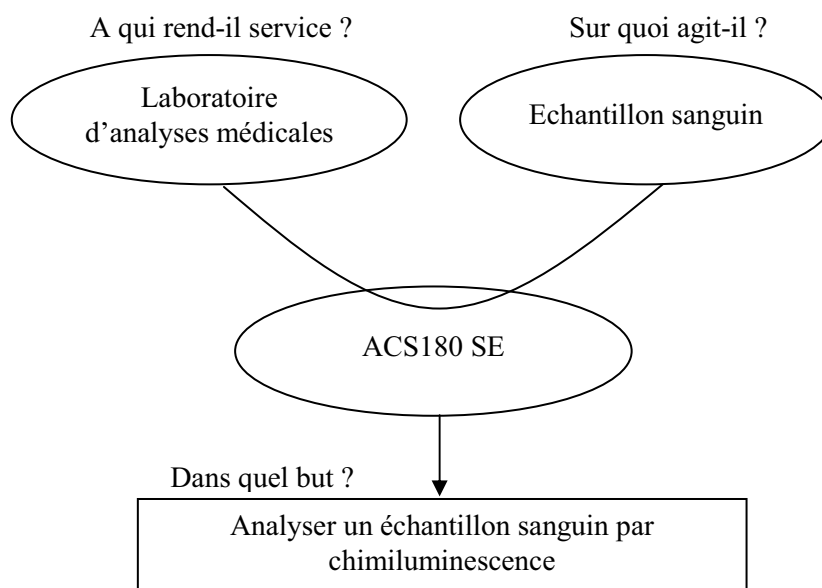 A qui rend-il service ?
Sur quoi agit-il ?
Laboratoire
d’analyses médicales
Echantillon sanguin
ACS180 SE
Dans quel but ?
Analyser un échantillon sanguin par
chimiluminescence